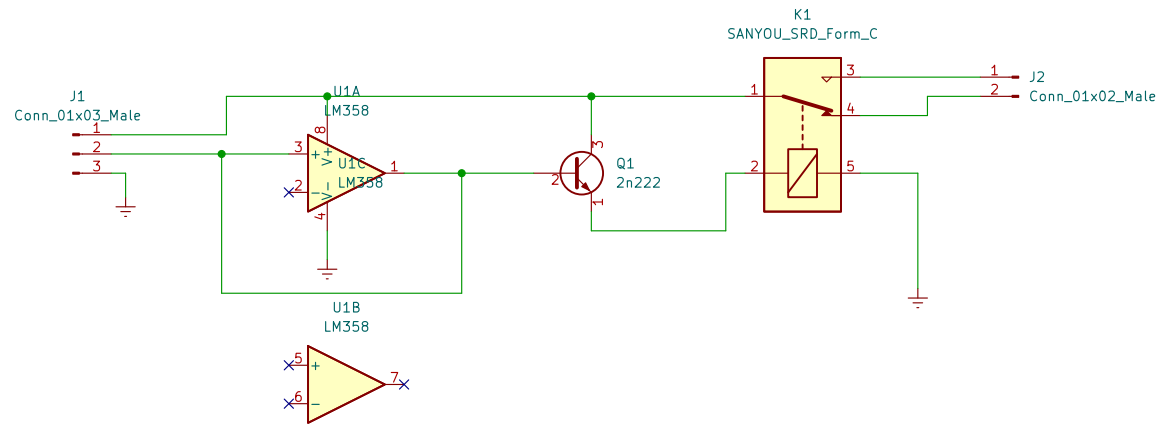 K1
SANYOU_SRD_Form_C
J1
Conn_01x03_Male
1
2
3
U1A
LM358
8
V+
3
+
2
-
U1C
LM358
V-
4
1
2
3
1
Q1
2n222
1
2
3
4
5
1
2
J2
Conn_01x02_Male
U1B
LM358
5
+
6
-
7